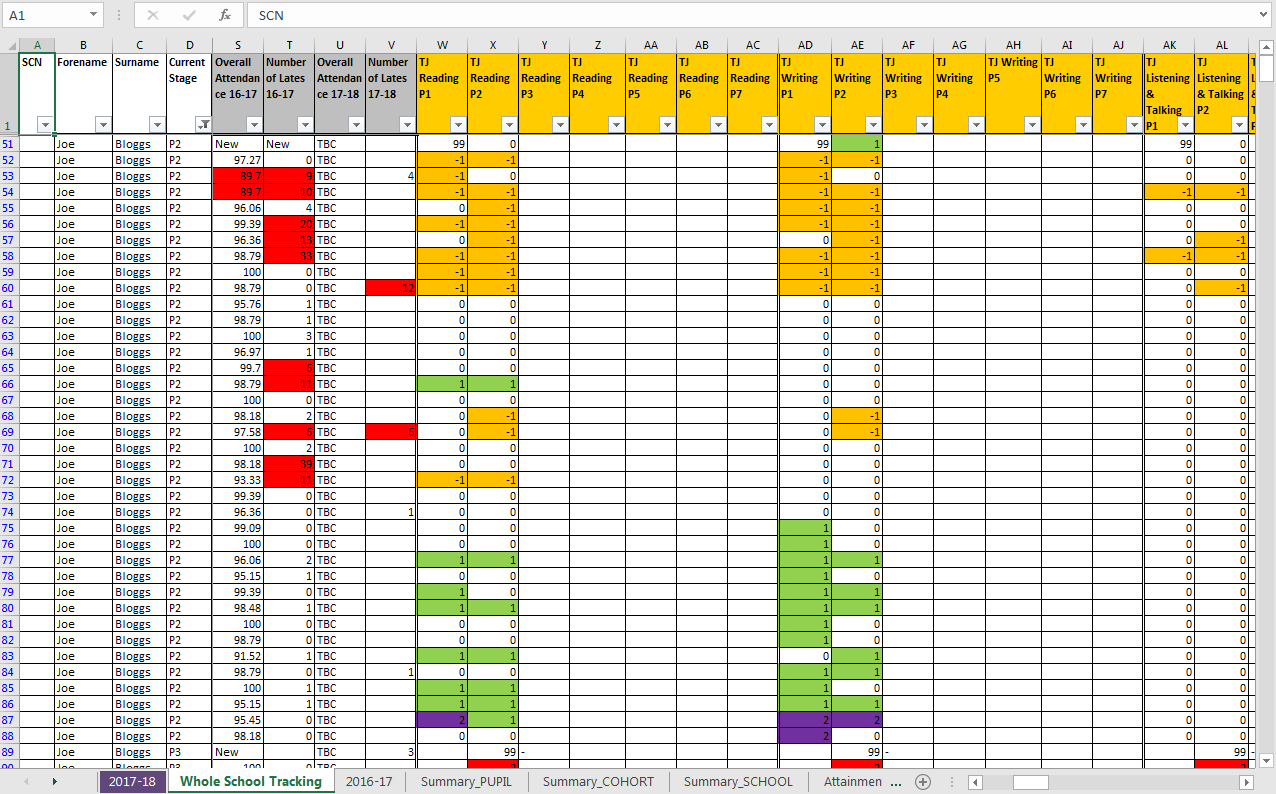 A1 fx SCN
A B C D S T U V W X Y Z AA AB AC AD AE AF AG AH AI AJ AK AL
SCN Forename Surname Current Overall Number Overall Number TJ TJ TJ TJ TJ TJ TJ TJ TJ TJ TJ TJ Writing TJ TJ TJ TJ T
Stage Attendan of Lates Attendan of Lates Reading Reading Reading Reading Reading Reading Reading Writing Writing Writing Writing P5 Writing Writing Listening Listening
ce 16-17 16-17 ce 17-18 17-18 P1 P2 P3 P4 P5 P6 P7 P1 P2 P3 P4 P6 P7 & & Talking
Talking P2
1 P1
51 Joe Bloggs P2 New New TBC 99 0 99 1 99 0
52 Joe Bloggs P2 97.27 0 TBC -1 -1 -1 -1 0 0
53 Joe Bloggs P2 89.7 9 TBC 4 -1 0 -1 0 0 0
54 Joe Bloggs P2 89.7 10 TBC -1 -1 -1 -1 -1 -1
55 Joe Bloggs P2 96.06 4 TBC 0 -1 -1 -1 0 0
56 Joe Bloggs P2 99.39 20 TBC -1 -1 -1 -1 0 0
57 Joe Bloggs P2 96.36 13 TBC 0 -1 0 -1 0 -1
58 Joe Bloggs P2 98.79 33 TBC -1 -1 -1 -1 -1 -1
59 Joe Bloggs P2 100 0 TBC -1 -1 -1 -1 0 0
60 Joe Bloggs P2 98.79 0 TBC 12 -1 -1 -1 -1 0 -1
61 Joe Bloggs P2 95.76 1 TBC 0 0 0 0 0 0
62 Joe Bloggs P2 98.79 1 TBC 0 0 0 0 0 0
63 Joe Bloggs P2 100 3 TBC 0 0 0 0 0 0
64 Joe Bloggs P2 96.97 1 TBC 0 0 0 0 0 0
65 Joe Bloggs P2 99.7 6 TBC 0 0 0 0 0 0
66 Joe Bloggs P2 98.79 11 TBC 1 1 0 0 0 0
67 Joe Bloggs P2 100 0 TBC 0 0 0 0 0 0
68 Joe Bloggs P2 98.18 2 TBC 0 -1 0 -1 0 0
69 Joe Bloggs P2 97.58 6 TBC 6 0 -1 0 -1 0 0
70 Joe Bloggs P2 100 2 TBC 0 0 0 0 0 0
71 Joe Bloggs P2 98.18 39 TBC 0 0 0 0 0 0
72 Joe Bloggs P2 93.33 11 TBC -1 -1 0 0 0 0
73 Joe Bloggs P2 99.39 0 TBC 0 0 0 0 0 0
74 Joe Bloggs P2 96.36 0 TBC 1 0 0 0 0 0 0
75 Joe Bloggs P2 99.09 0 TBC 0 0 1 0 0 0
76 Joe Bloggs P2 100 0 TBC 0 0 1 0 0 0
77 Joe Bloggs P2 96.06 2 TBC 1 1 1 1 0 0
78 Joe Bloggs P2 95.15 1 TBC 0 0 1 0 0 0
79 Joe Bloggs P2 99.39 0 TBC 1 0 1 1 0 0
80 Joe Bloggs P2 98.48 1 TBC 1 1 1 1 0 0
81 Joe Bloggs P2 100 0 TBC 0 0 1 0 0 0
82 Joe Bloggs P2 98.79 0 TBC 0 0 1 0 0 0
83 Joe Bloggs P2 91.52 1 TBC 1 1 0 1 0 0
84 Joe Bloggs P2 98.79 0 TBC 1 0 0 1 1 0 0
85 Joe Bloggs P2 100 1 TBC 1 1 1 0 0 0
86 Joe Bloggs P2 95.15 1 TBC 1 1 1 1 0 0
87 Joe Bloggs P2 95.45 0 TBC 2 1 2 2 0 0
88 Joe Bloggs P2 98.18 0 TBC 0 0 2 0 0 0
89 Joe Bloggs P3 New TBC 3 99 - 99 - 99 -
90 Joe Bloggs P3 100 0 TBC
2017-18 Whole School Tracking 2016-17 Summary_PUPIL Summary_COHORT Summary_SCHOOL Attainmen ...